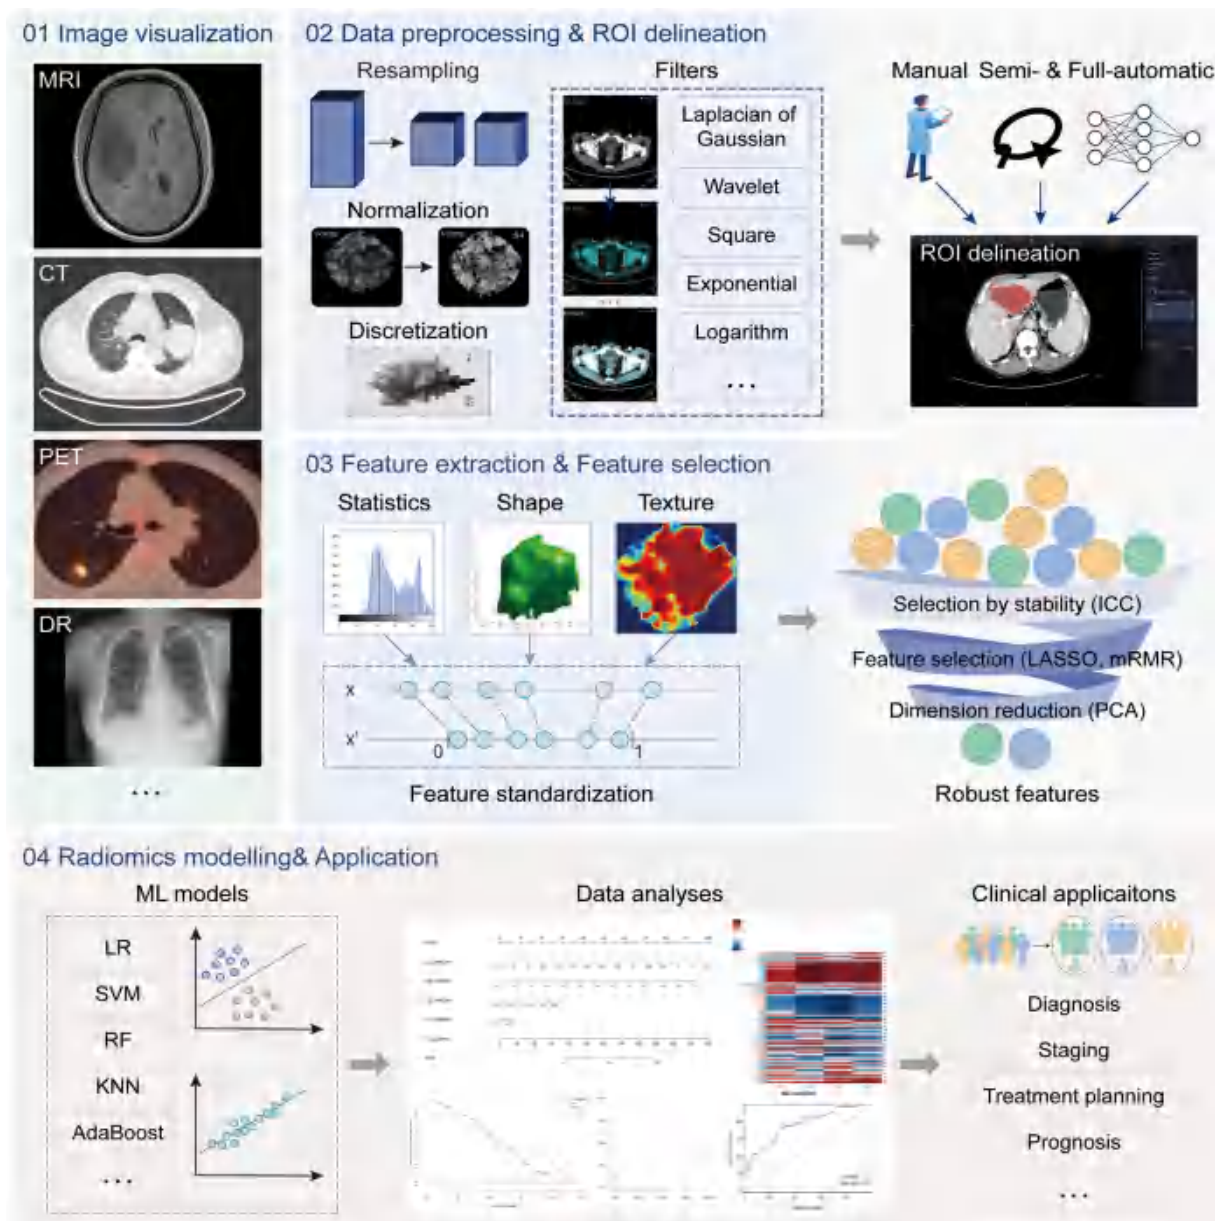 01 Image visualization
MRI
CT
PET
DR
...
02 Data preprocessing & ROI delineation
Resampling
Normalization
Discretization
Filters
Laplacian of
Gaussian
Wavelet
Square
Exponential
Logarithm
...
Manual Semi- & Full-automatic
ROI delineation
03 Feature extraction & Feature selection
Statistics
Shape
Texture
x
x'
0
1
Feature standardization
Selection by stability (ICC)
Feature selection (LASSO, mRMR)
Dimension reduction (PCA)
Robust features
04 Radiomics modelling& Application
ML models
LR
SVM
RF
KNN
AdaBoost
...
Data analyses
Clinical applicaitons
Diagnosis
Staging
Treatment planning
Prognosis
...